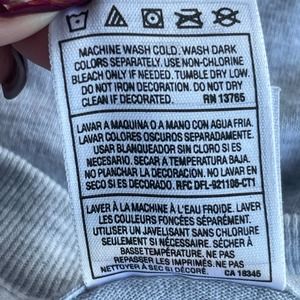 MACHINE WASH COLD. WASH DARK
COLORS SEPARATELY. USE NON-CHLORINE
BLEACH ONLY IF NEEDED. TUMBLE DRY LOW.
DO NOT IRON DECORATION. DO NOT DRY
CLEAN IF DECORATED. RN 13765
LAVAR A MAQUINA O A MANO CON AGUA FRIA.
LAVAR COLORES OSCUROS SEPARADAMENTE.
USAR BLANQUEADOR SIN CLORO SI ES
NECESARIO. SECAR A TEMPERATURA BAJA.
NO PLANCHAR LA DECORACION. NO LAVAR EN
SECO SI ES DECORADO. RFC DFL-921106-CT1
LAVER À LA MACHINE À L'EAU FROIDE. LAVER
LES COULEURS FONCÉES SÉPARÉMENT.
UTILISER UN JAVELISANT SANS CHLORURE
SEULEMENT SI NÉCESSAIRE. SÉCHER À
BASSE TEMPÉRATURE. NE PAS
REPASSER LES IMPRIMÉS. NE PAS
NETTOYER À SEC SI DÉCORÉ. CA 18345